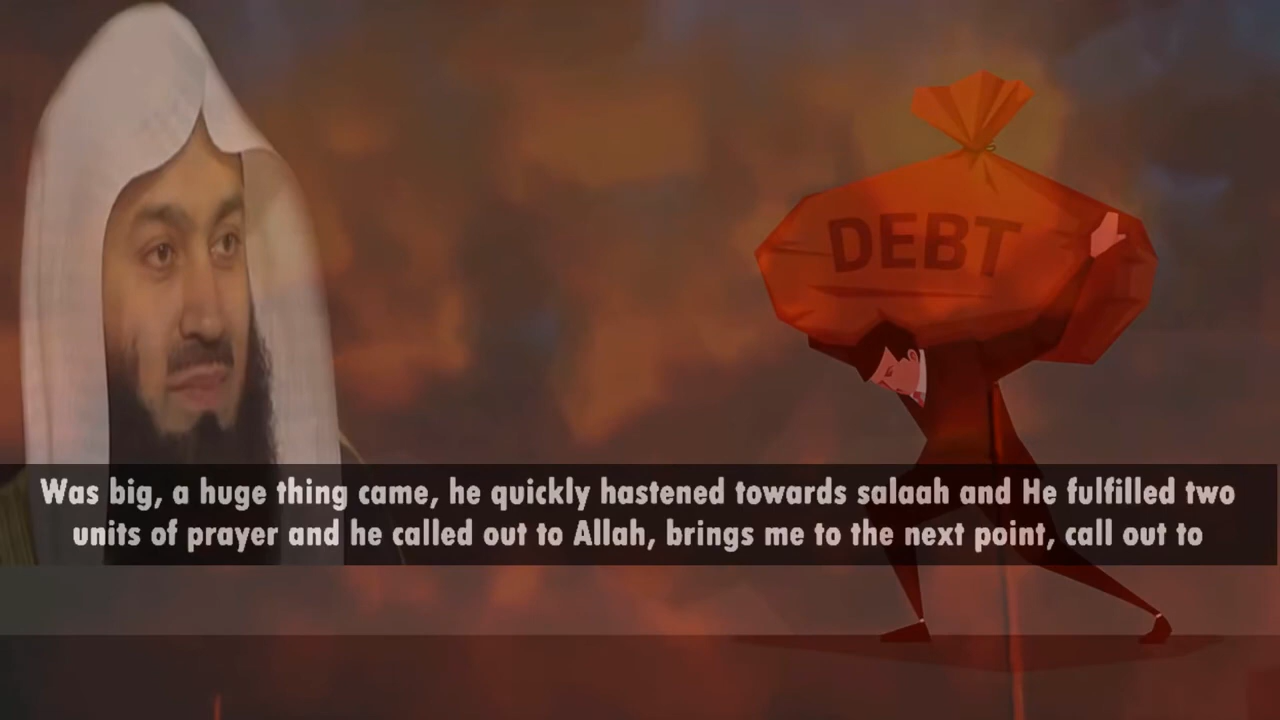 DEBT
Was big, a huge thing came, he quickly hastened towards salaah and He fulfilled two
units of prayer and he called out to Allah, brings me to the next point, call out to